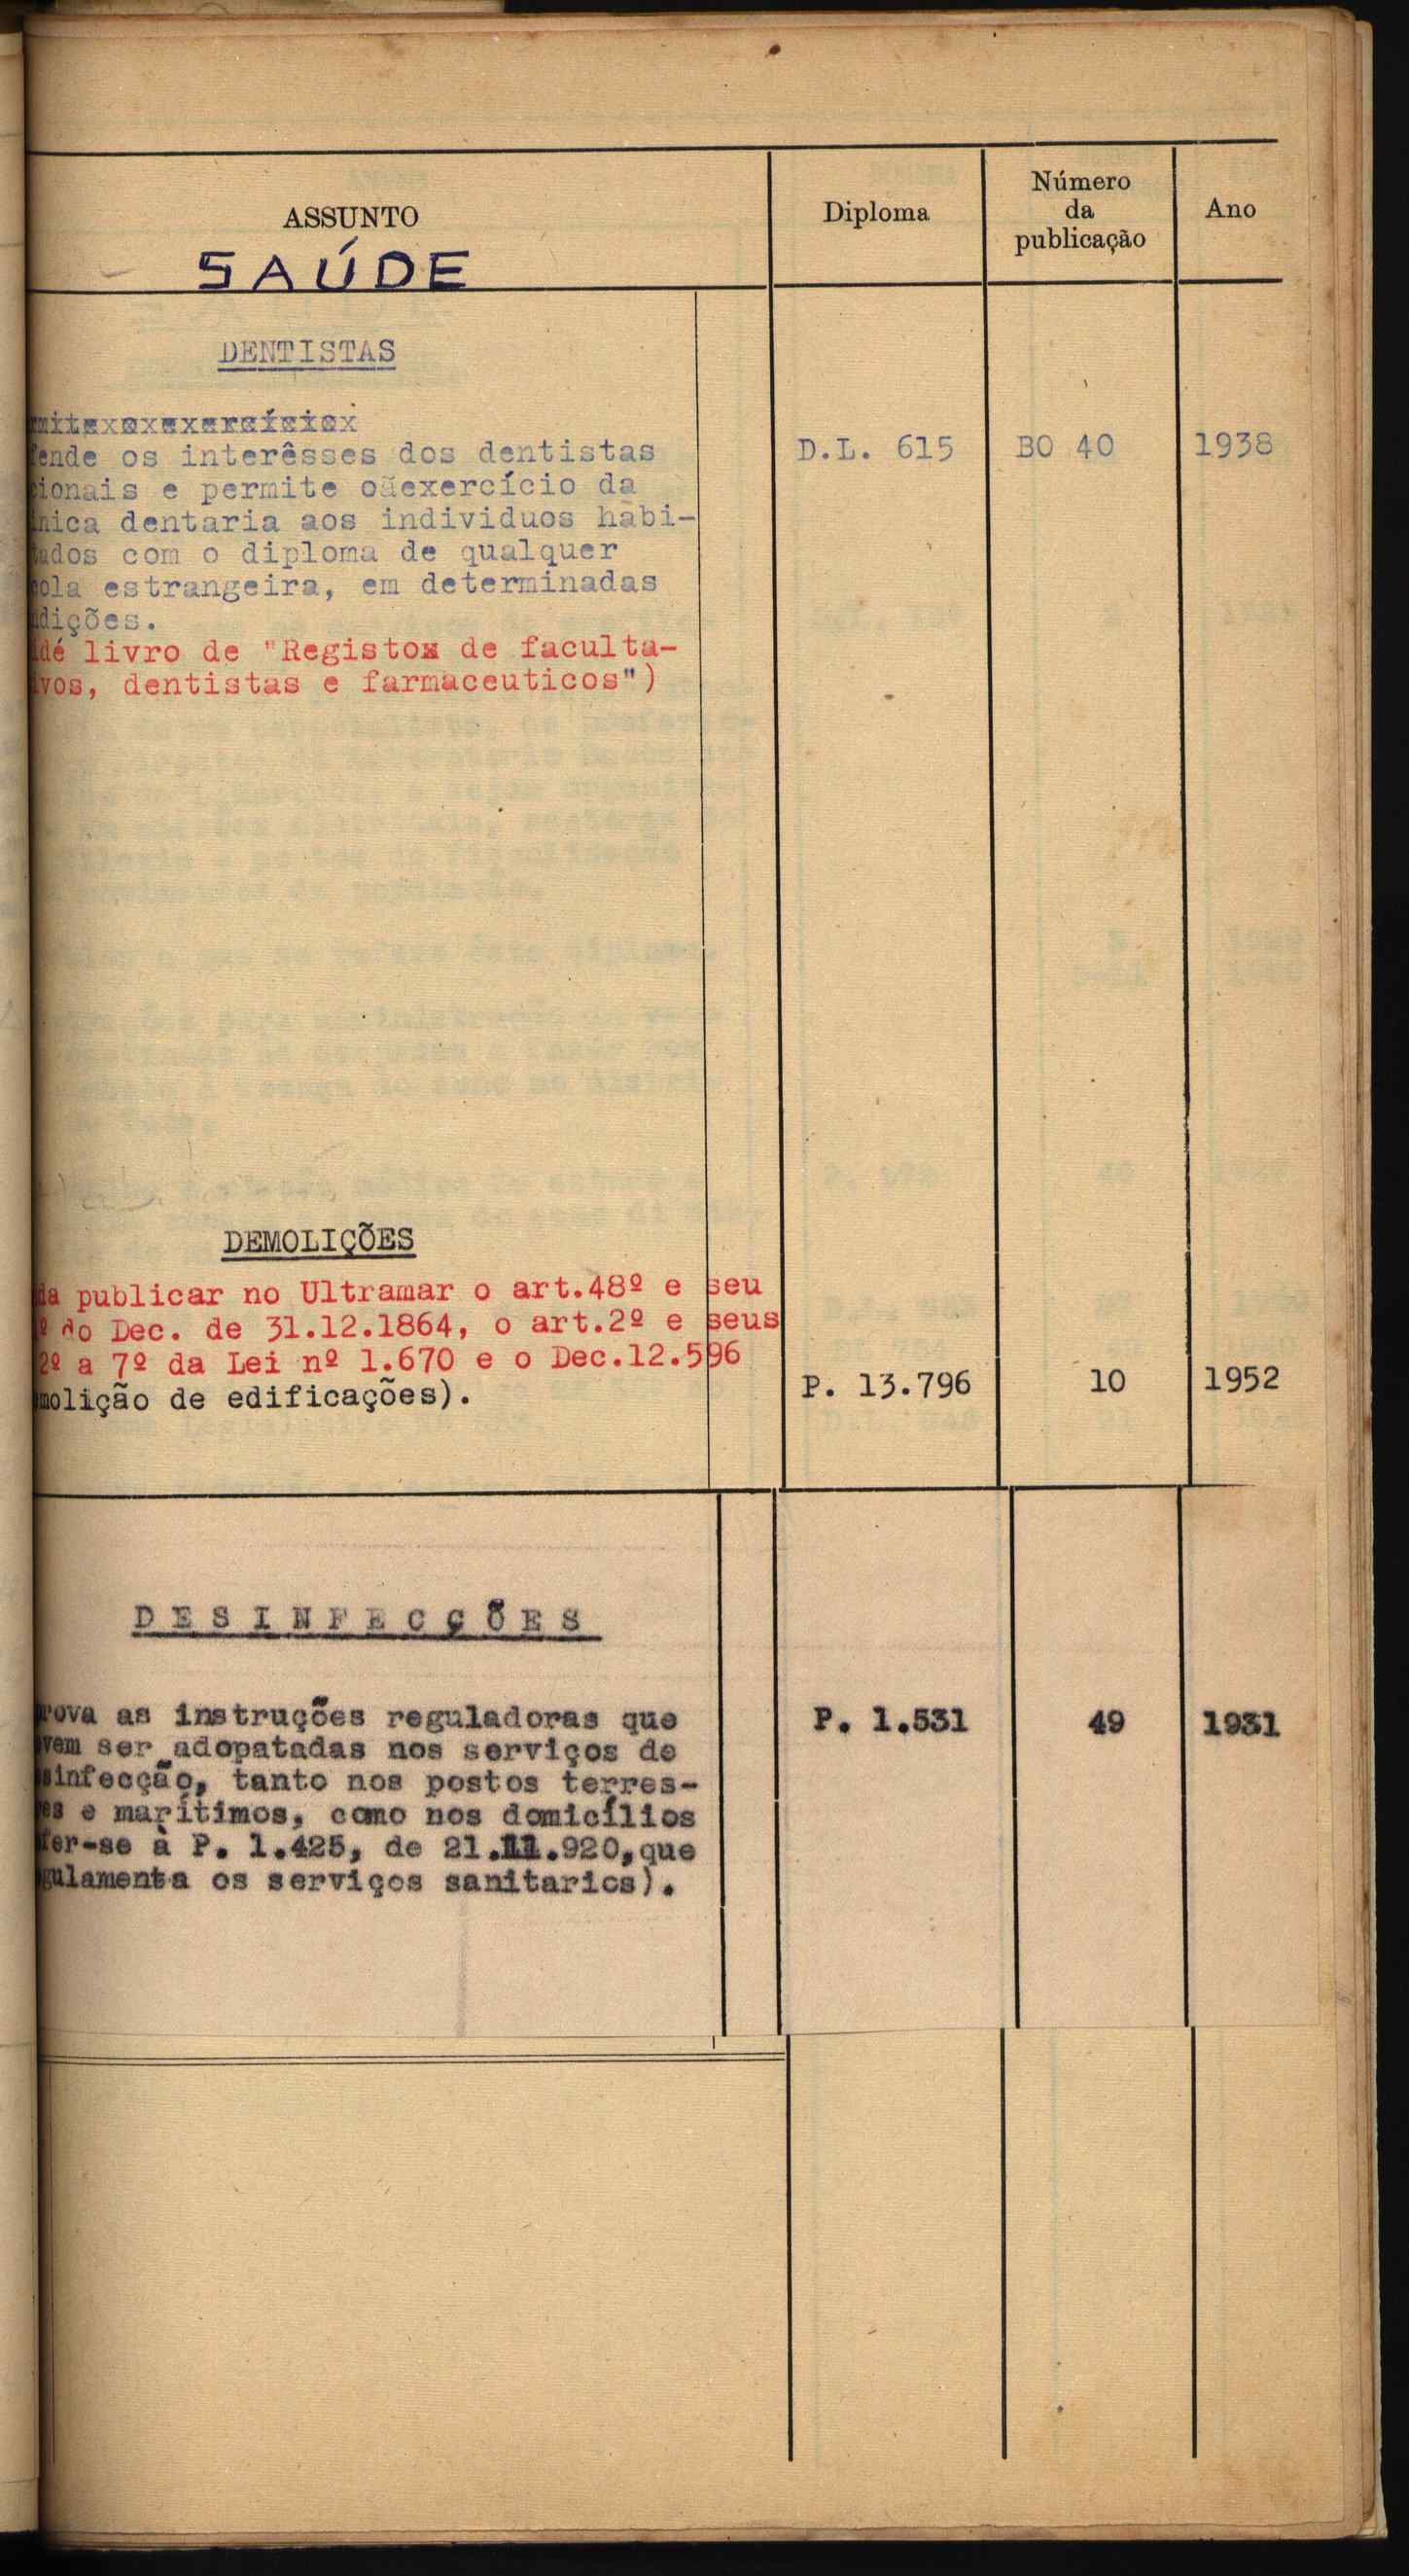 ASSUNTO
Diploma
Número
da
publicação
Ano
SAÚDE
DENTISTAS
fende os interêsses dos dentistas
D.L. 615
BO 40
1938
cionais e permite oãexercício da
ínica dentaria aos individuos habi-
tados com o diploma de qualquer
cola estrangeira, em determinadas
ndições.
idé livro de "Registox de faculta-
ivos, dentistas e farmaceuticos")
DEMOLIÇÕES
da publicar no Ultramar o art.48º e seu
º do Dec. de 31.12.1864, o art.2º e seus
2º a 7º da Lei nº 1.670 e o Dec.12.596
molição de edificações).
P. 13.796
10
1952
DESINFECÇÕES
rova as instruções reguladoras que
P. 1.531
49
1931
vem ser adopatadas nos serviços de
sinfecção, tanto nos postos terres-
es e marítimos, como nos domicílios
fer-se à P. 1.425, de 21.11.920,que
gulamenta os serviços sanitarios).